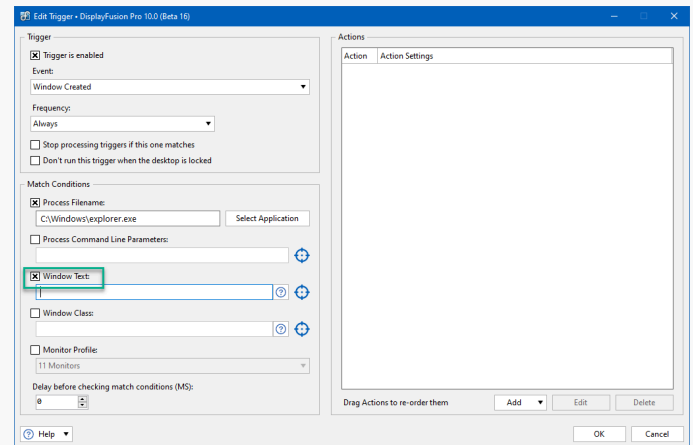 Edit Trigger • DisplayFusion Pro 10.0 (Beta 16)
Trigger
Trigger is enabled
Event:
Window Created
Frequency:
Always
Stop processing triggers if this one matches
Don't run this trigger when the desktop is locked
Match Conditions
Process Filename:
C:\Windows\explorer.exe
Select Application
Process Command Line Parameters:
Window Text:
Window Class:
Monitor Profile:
11 Monitors
Delay before checking match conditions (MS):
0
Help
Actions
Action Action Settings
Drag Actions to re-order them
Add
Edit
Delete
OK
Cancel